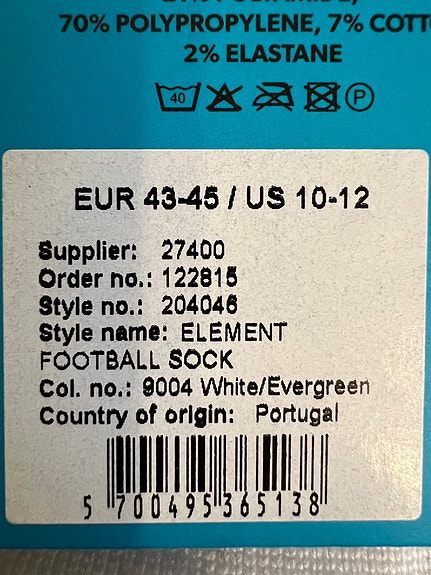 70% POLYPROPYLENE, 7%
2% ELASTANE
40 P
EUR 43-45 / US 10-12
Supplier: 27400
Order no.: 122815
Style no.: 204046
Style name: ELEMENT
FOOTBALL SOCK
Col. no.: 9004 White/Evergreen
Country of origin: Portugal
5 700495 365138